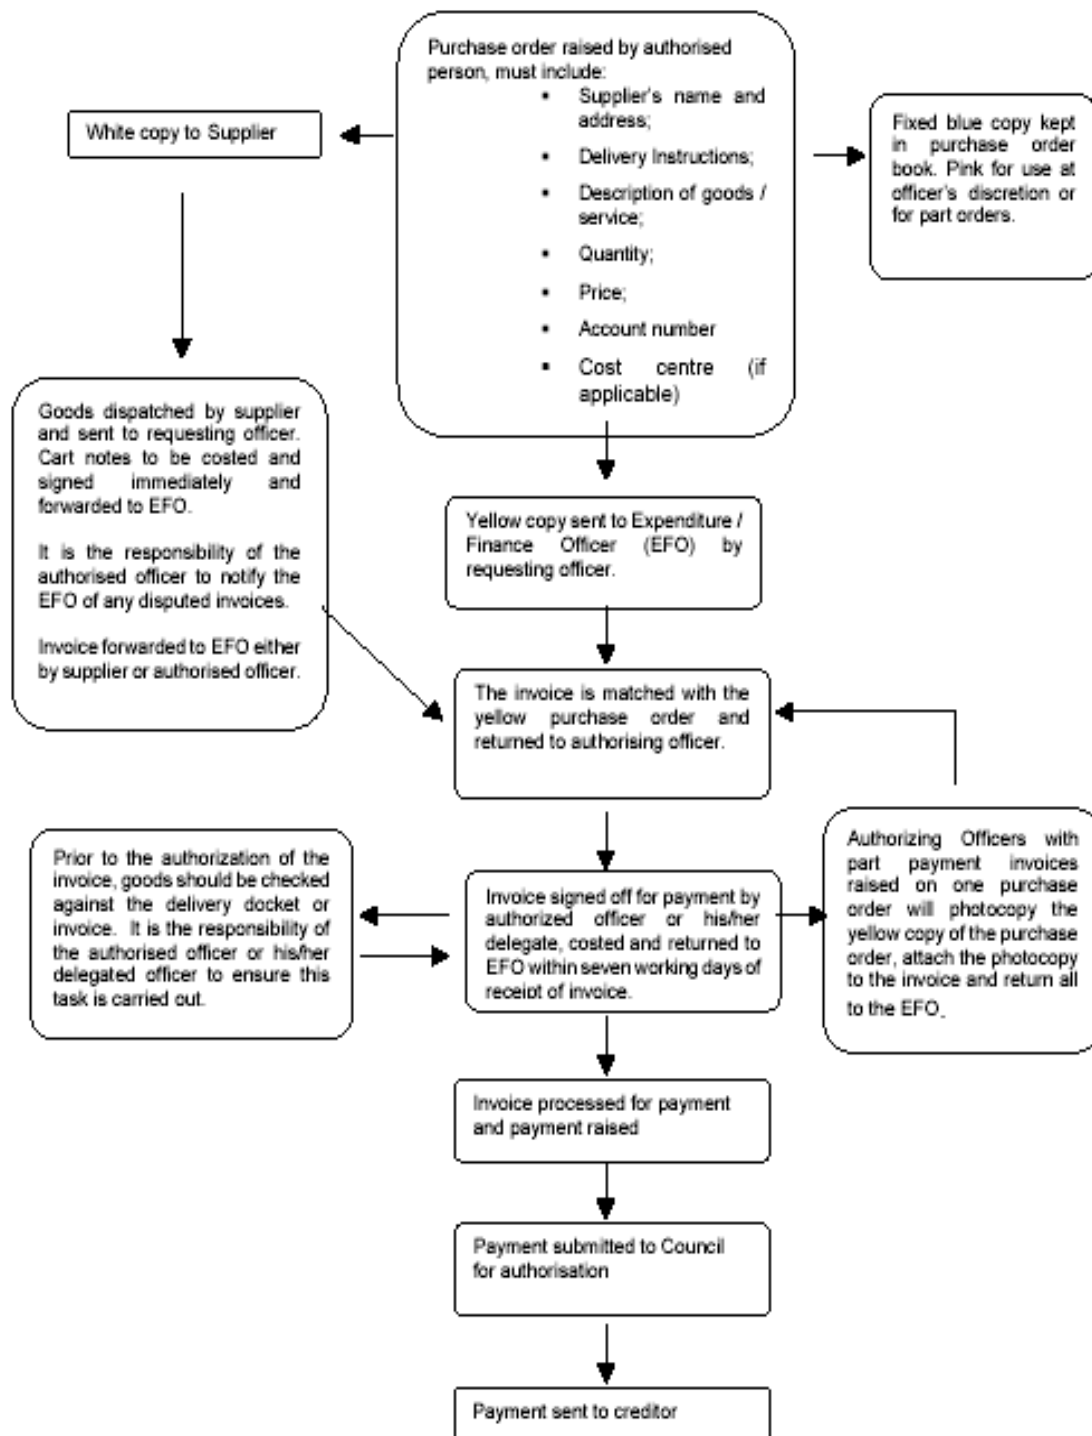 Purchase order raised by authorised
person, must include:
▪ Supplier's name and
address;
▪ Delivery Instructions;
▪ Description of goods /
service;
▪ Quantity;
▪ Price;
▪ Account number
▪ Cost centre (if
applicable)
White copy to Supplier
Fixed blue copy kept
in purchase order
book. Pink for use at
officer's discretion or
for part orders.
Goods dispatched by supplier
and sent to requesting officer.
Cart notes to be costed and
signed immediately and
forwarded to EFO.
It is the responsibility of the
authorised officer to notify the
EFO of any disputed invoices.
Invoice forwarded to EFO either
by supplier or authorised officer.
Yellow copy sent to Expenditure /
Finance Officer (EFO) by
requesting officer.
The invoice is matched with the
yellow purchase order and
returned to authorising officer.
Prior to the authorization of the
invoice, goods should be checked
against the delivery docket or
invoice. It is the responsibility of
the authorised officer or his/her
delegated officer to ensure this
task is carried out.
Invoice signed off for payment by
authorized officer or his/her
delegate, costed and returned to
EFO within seven working days of
receipt of invoice.
Authorizing Officers with
part payment invoices
raised on one purchase
order will photocopy the
yellow copy of the purchase
order, attach the photocopy
to the invoice and return all
to the EFO.
Invoice processed for payment
and payment raised
Payment submitted to Council
for authorisation
Payment sent to creditor